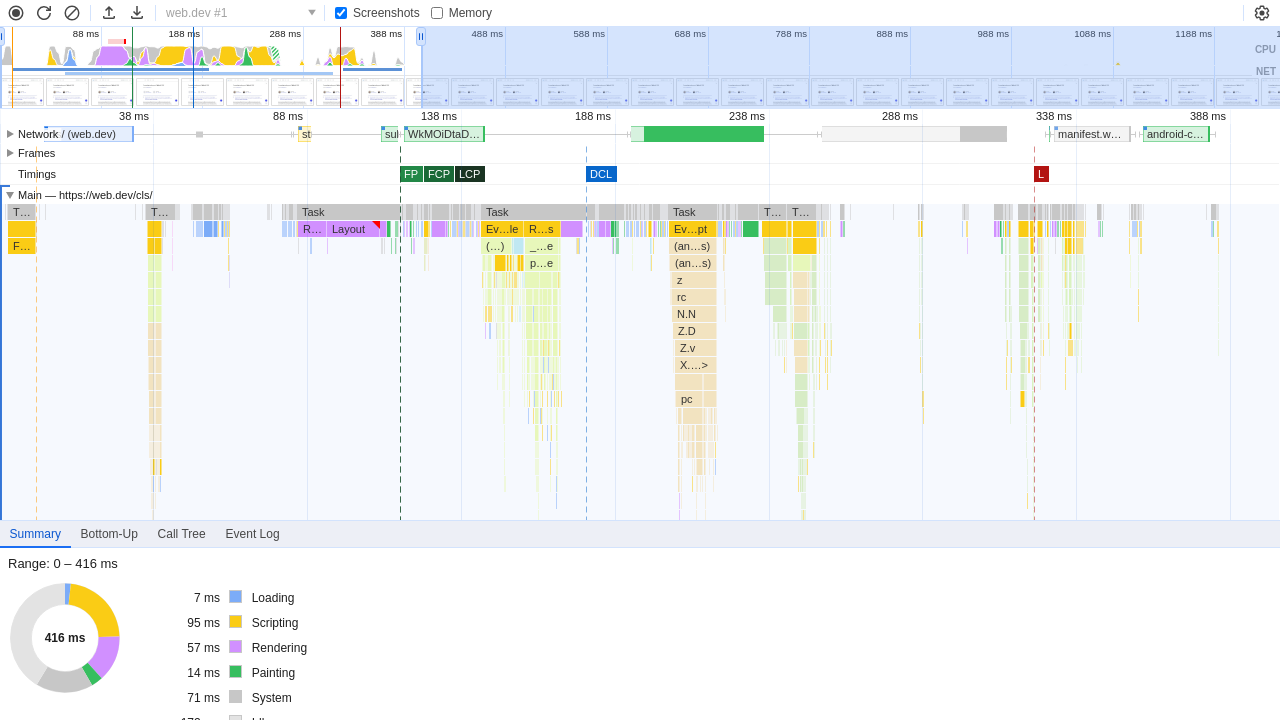 web.dev #1 Screenshots Memory
88 ms 188 ms 288 ms 388 ms 488 ms 588 ms 688 ms 788 ms 888 ms 988 ms 1088 ms 1188 ms
CPU
NET
38 ms 88 ms 138 ms 188 ms 238 ms 288 ms 338 ms 388 ms
Network / (web.dev) st su WkMOiDtaD… manifest.w… android-c…
Frames
Timings FP FCP LCP DCL L
Main — https://web.dev/cls/
T… T… Task Task Task T… T…
R… Layout Ev…le R…s Ev…pt
F… (…) _…e (an…s)
p…e (an…s)
z
rc
N.N
Z.D
Z.v
X.…>
pc
Summary Bottom-Up Call Tree Event Log
Range: 0 – 416 ms
416 ms
7 ms Loading
95 ms Scripting
57 ms Rendering
14 ms Painting
71 ms System